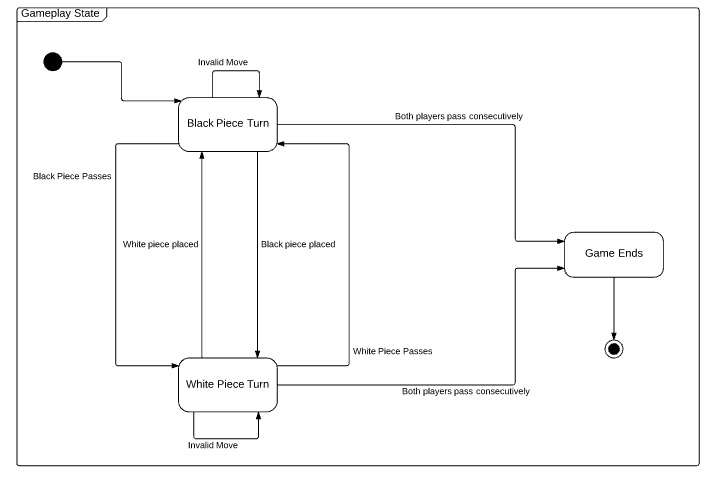 Gameplay State
Invalid Move
Both players pass consecutively
Black Piece Turn
Black Piece Passes
White piece placed
Black piece placed
Game Ends
White Piece Passes
White Piece Turn
Both players pass consecutively
Invalid Move